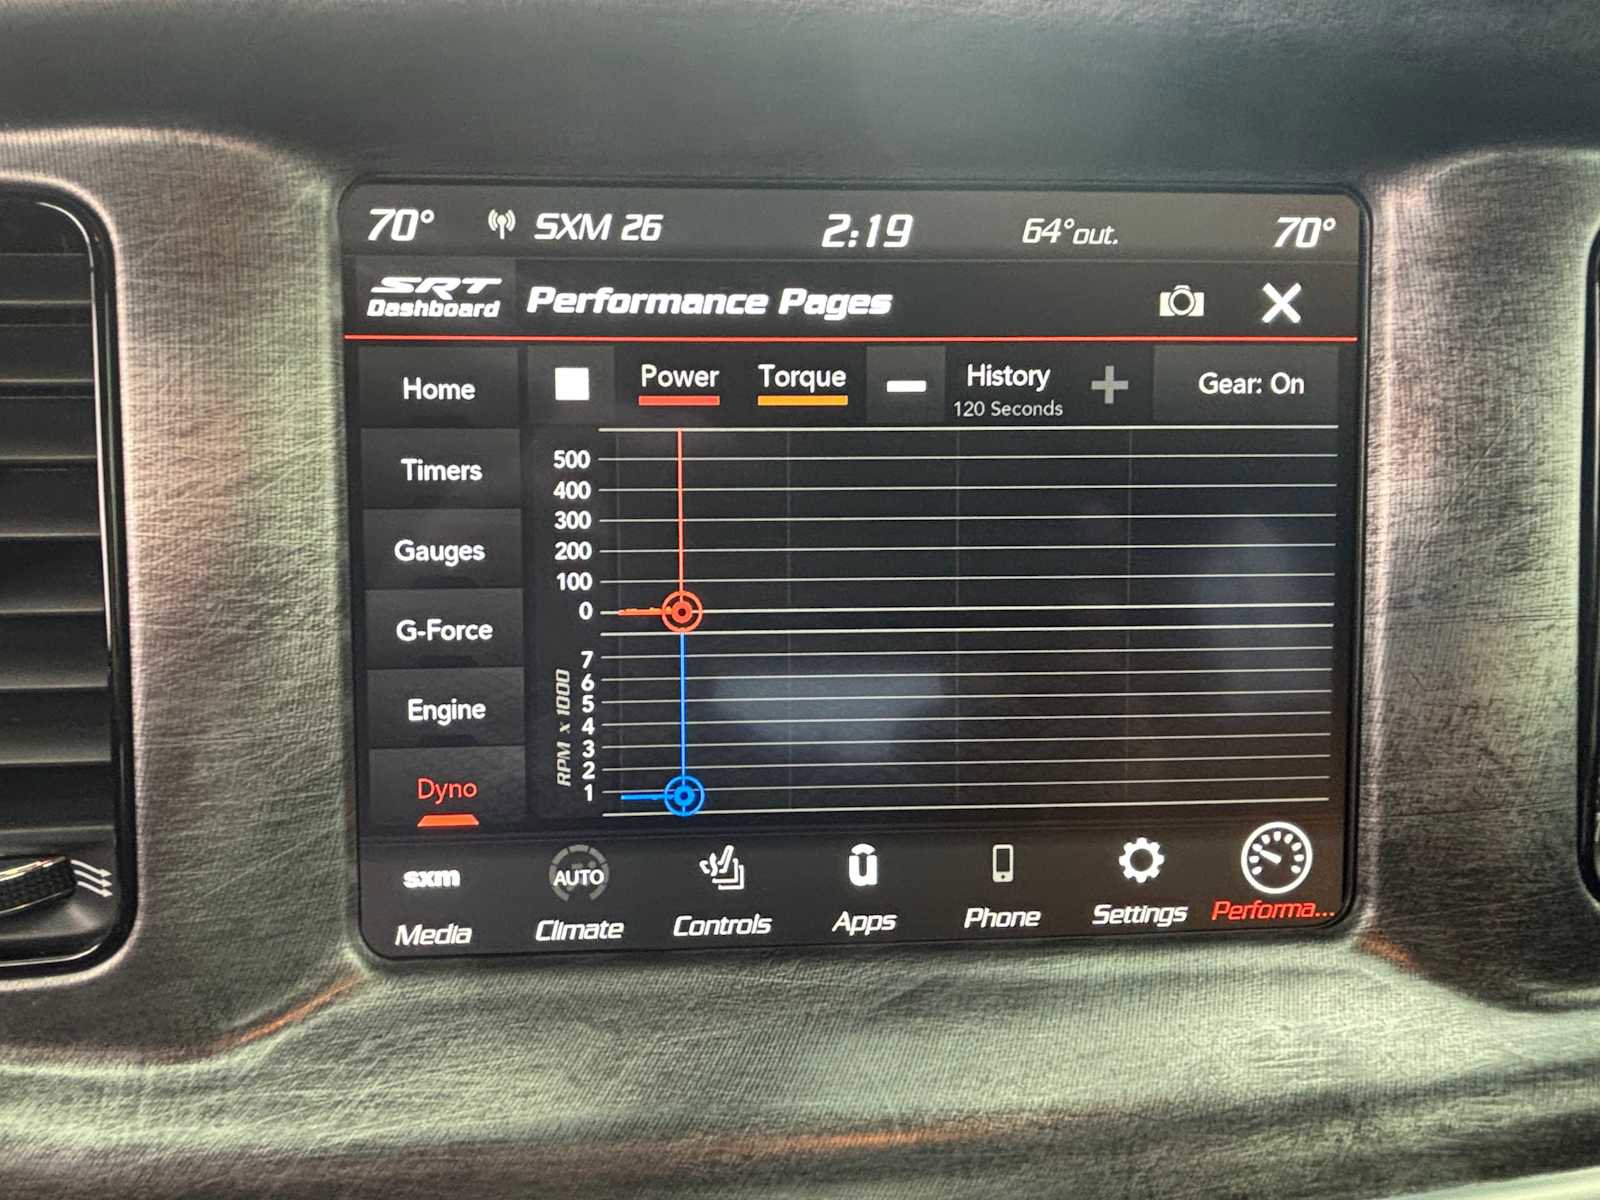 70° SXM 26 2:19 64°out. 70°
SRT
Dashboard
Performance Pages
Home
Power Torque History Gear: On
120 Seconds
Timers
Gauges
G-Force
Engine
Dyno
500
400
300
200
100
0
RPM x 1000
7
6
5
4
3
2
1
sxm
Media
AUTO
Climate
Controls
Apps
Phone
Settings
Performa...